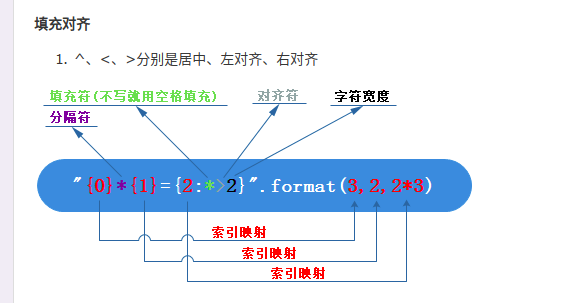 填充对齐
1. ^、<、>分别是居中、左对齐、右对齐
填充符(不写就用空格填充)
对齐符
字符宽度
分隔符
"{0}*{1}={2:*>2}".format(3,2,2*3)
索引映射
索引映射
索引映射